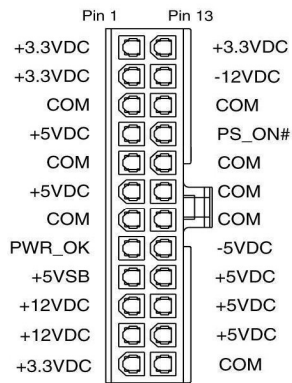 Pin 1 Pin 13
+3.3VDC +3.3VDC
+3.3VDC -12VDC
COM COM
+5VDC PS_ON#
COM COM
+5VDC COM
COM COM
PWR_OK -5VDC
+5VSB +5VDC
+12VDC +5VDC
+12VDC +5VDC
+3.3VDC COM